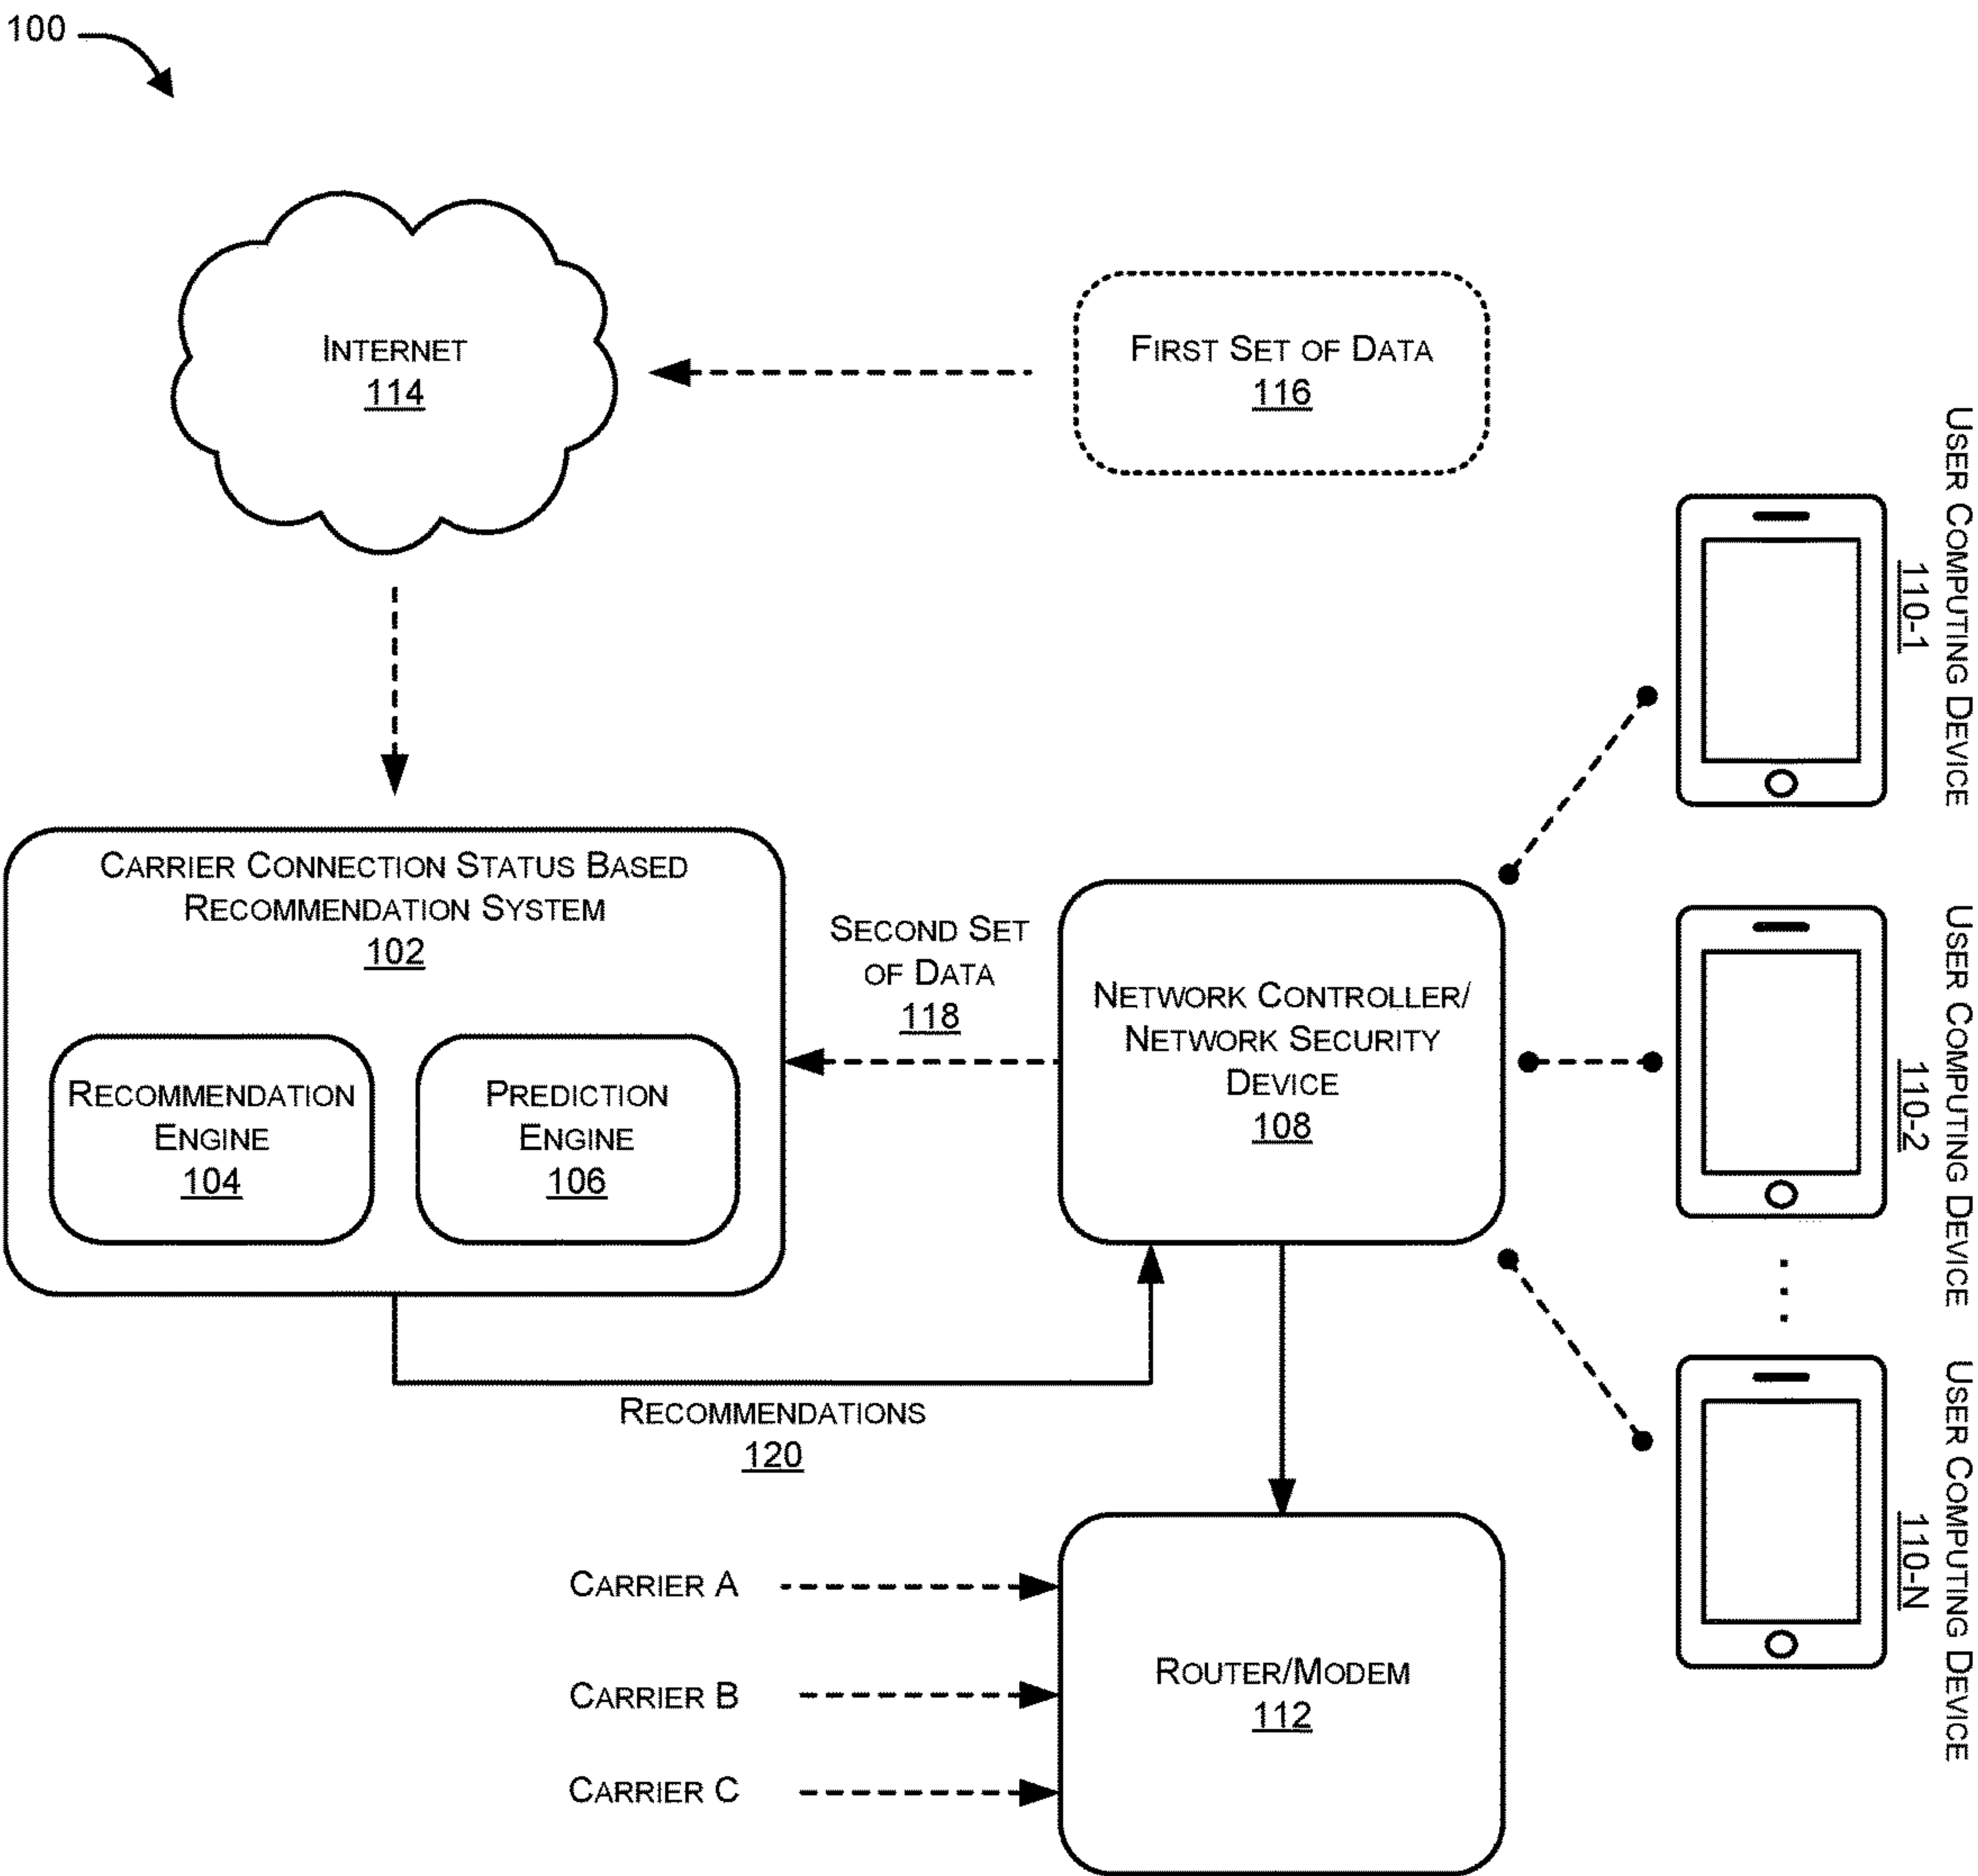 100
INTERNET
114
FIRST SET OF DATA
116
USER COMPUTING DEVICE
110-1
CARRIER CONNECTION STATUS BASED
RECOMMENDATION SYSTEM
102
RECOMMENDATION
ENGINE
104
PREDICTION
ENGINE
106
SECOND SET
OF DATA
118
NETWORK CONTROLLER/
NETWORK SECURITY
DEVICE
108
USER COMPUTING DEVICE
110-2
RECOMMENDATIONS
120
USER COMPUTING DEVICE
110-N
CARRIER A
CARRIER B
CARRIER C
ROUTER/MODEM
112